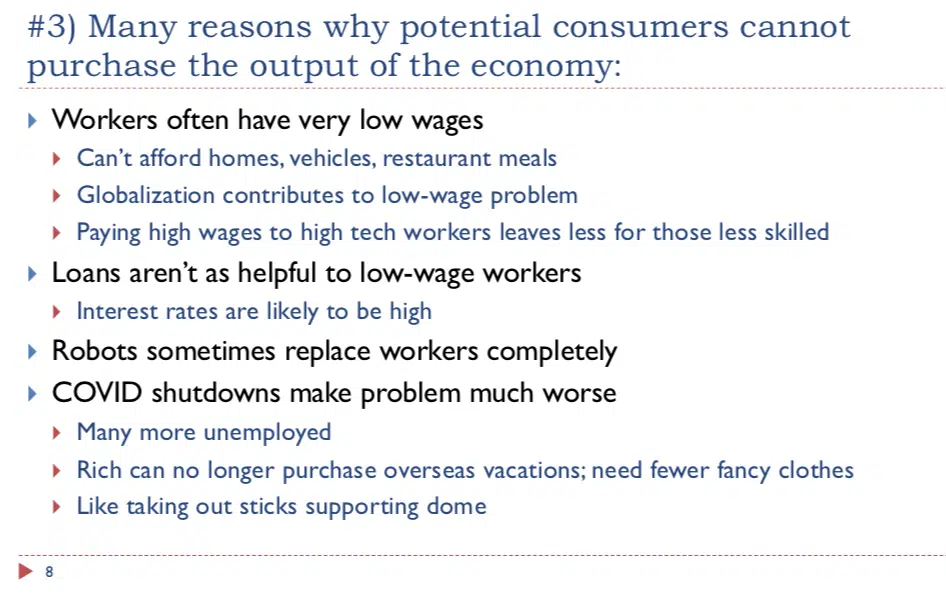 #3) Many reasons why potential consumers cannot
purchase the output of the economy:
Workers often have very low wages
Can't afford homes, vehicles, restaurant meals
Globalization contributes to low-wage problem
Paying high wages to high tech workers leaves less for those less skilled
Loans aren't as helpful to low-wage workers
Interest rates are likely to be high
Robots sometimes replace workers completely
COVID shutdowns make problem much worse
Many more unemployed
Rich can no longer purchase overseas vacations; need fewer fancy clothes
Like taking out sticks supporting dome
8